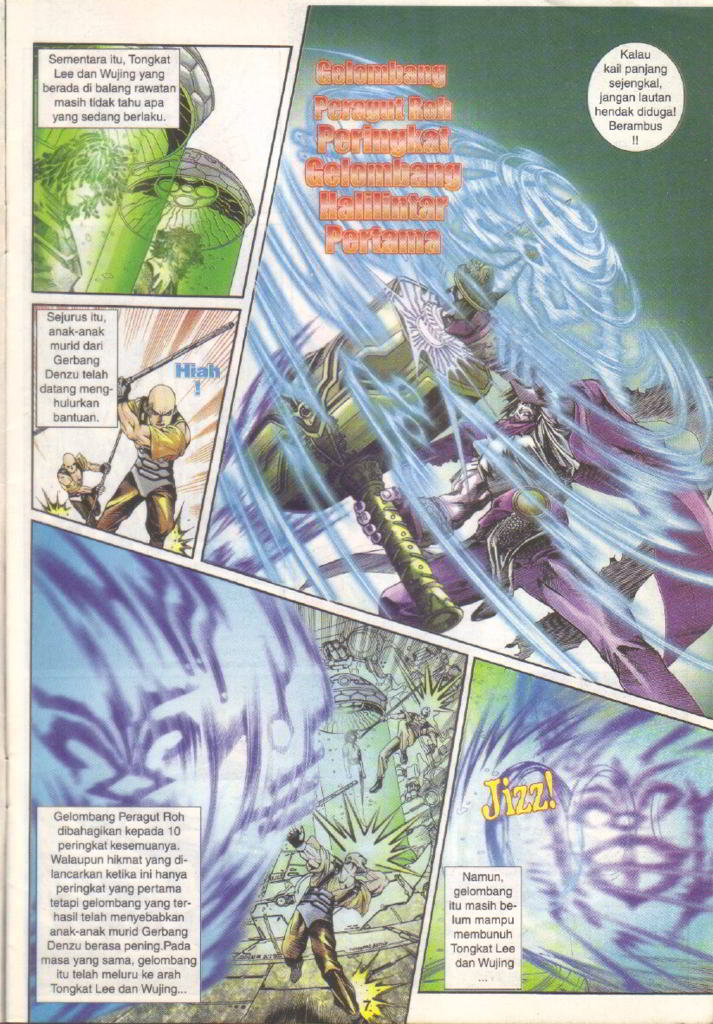 Sementara itu, Tongkat
Lee dan Wujing yang
berada di balang rawatan
masih tidak tahu apa
yang sedang berlaku.
Gelombang
Peragut Roh
Peringkat
Gelombang
Halilintar
Pertama
Kalau
kail panjang
sejengkal,
jangan lautan
hendak diduga!
Berambus
!!
Sejurus itu,
anak-anak
murid dari
Gerbang
Denzu telah
datang meng-
hulurkan
bantuan.
Hiah
!
Gelombang Peragut Roh
dibahagikan kepada 10
peringkat kesemuanya.
Walaupun hikmat yang di-
lancarkan ketika ini hanya
peringkat yang pertama
tetapi gelombang yang ter-
hasil telah menyebabkan
anak-anak murid Gerbang
Denzu berasa pening.Pada
masa yang sama, gelombang
itu telah meluru ke arah
Tongkat Lee dan Wujing...
Jizz!
Namun,
gelombang
itu masih be-
lum mampu
membunuh
Tongkat Lee
dan Wujing
...
7